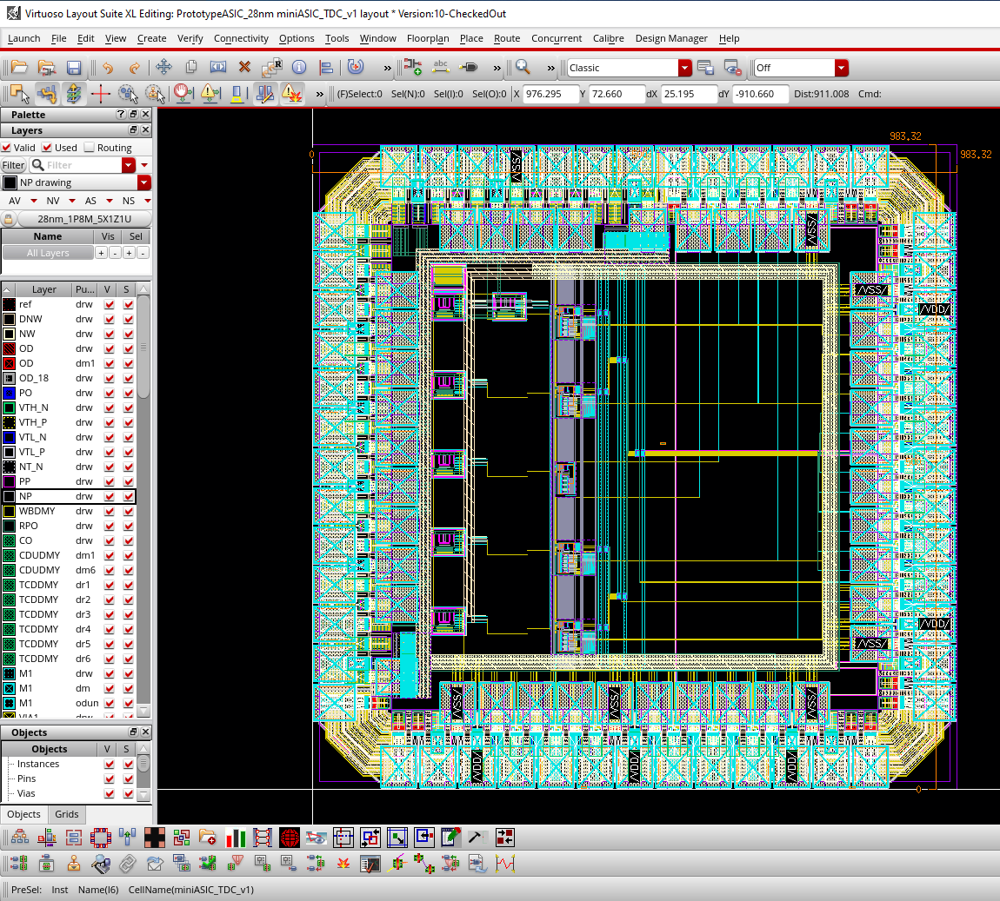 Virtuoso Layout Suite XL Editing: PrototypeASIC_28nm miniASIC_TDC_v1 layout * Version:10-CheckedOut
Launch File Edit View Create Verify Connectivity Options Tools Window Floorplan Place Route Concurrent Calibre Design Manager Help
R abc » » » Classic Off
» (F)Select:0 Sel(N):0 Sel(I):0 Sel(O):0 X 976.295 Y 72.660 dX 25.195 dY -910.660 Dist:911.008 Cmd:
Palette
Layers
Valid Used Routing
Filter Filter
NP drawing
AV NV AS NS
28nm_1P8M_5X1Z1U
Name Vis Sel
All Layers + - + -
Layer Pu... V S
ref drw
DNW drw
NW drw
OD drw
OD dm1
OD_18 drw
PO drw
VTH_N drw
VTH_P drw
VTL_N drw
VTL_P drw
NT_N drw
PP drw
NP drw
WBDMY drw
RPO drw
CO drw
CDUDMY dm1
CDUDMY dm6
TCDDMY dr1
TCDDMY dr2
TCDDMY dr3
TCDDMY dr4
TCDDMY dr5
TCDDMY dr6
M1 drw
M1 dm
M1 odun
VIA1 drw
Objects
Objects V S
Instances
Pins
Vias
Objects Grids
983.32
0
983.32
/VSS/
/VSS/
/VSS/
/VDD/
/VDD/
/VSS/
/VSS/
/VSS/
/VSS/
/VDD/
/VDD/
/VDD/
0
PreSel: Inst Name(I6) CellName(miniASIC_TDC_v1)